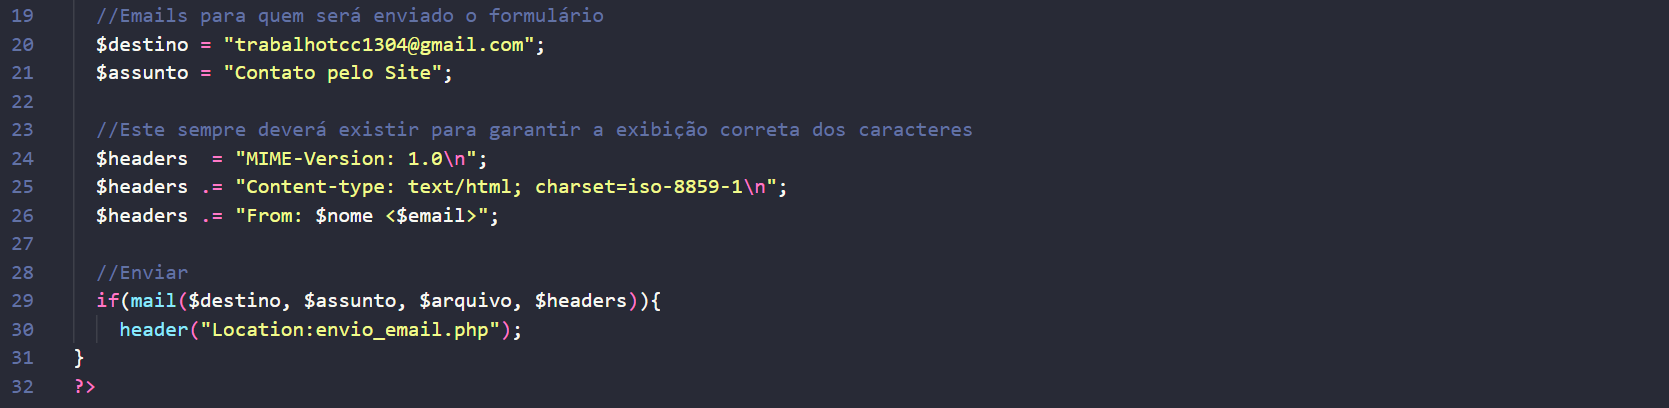 19 //Emails para quem será enviado o formulário
20 $destino = "trabalhotcc1304@gmail.com";
21 $assunto = "Contato pelo Site";
22
23 //Este sempre deverá existir para garantir a exibição correta dos caracteres
24 $headers  = "MIME-Version: 1.0\n";
25 $headers .= "Content-type: text/html; charset=iso-8859-1\n";
26 $headers .= "From: $nome <$email>";
27
28 //Enviar
29 if(mail($destino, $assunto, $arquivo, $headers)){
30 header("Location:envio_email.php");
31 }
32 ?>